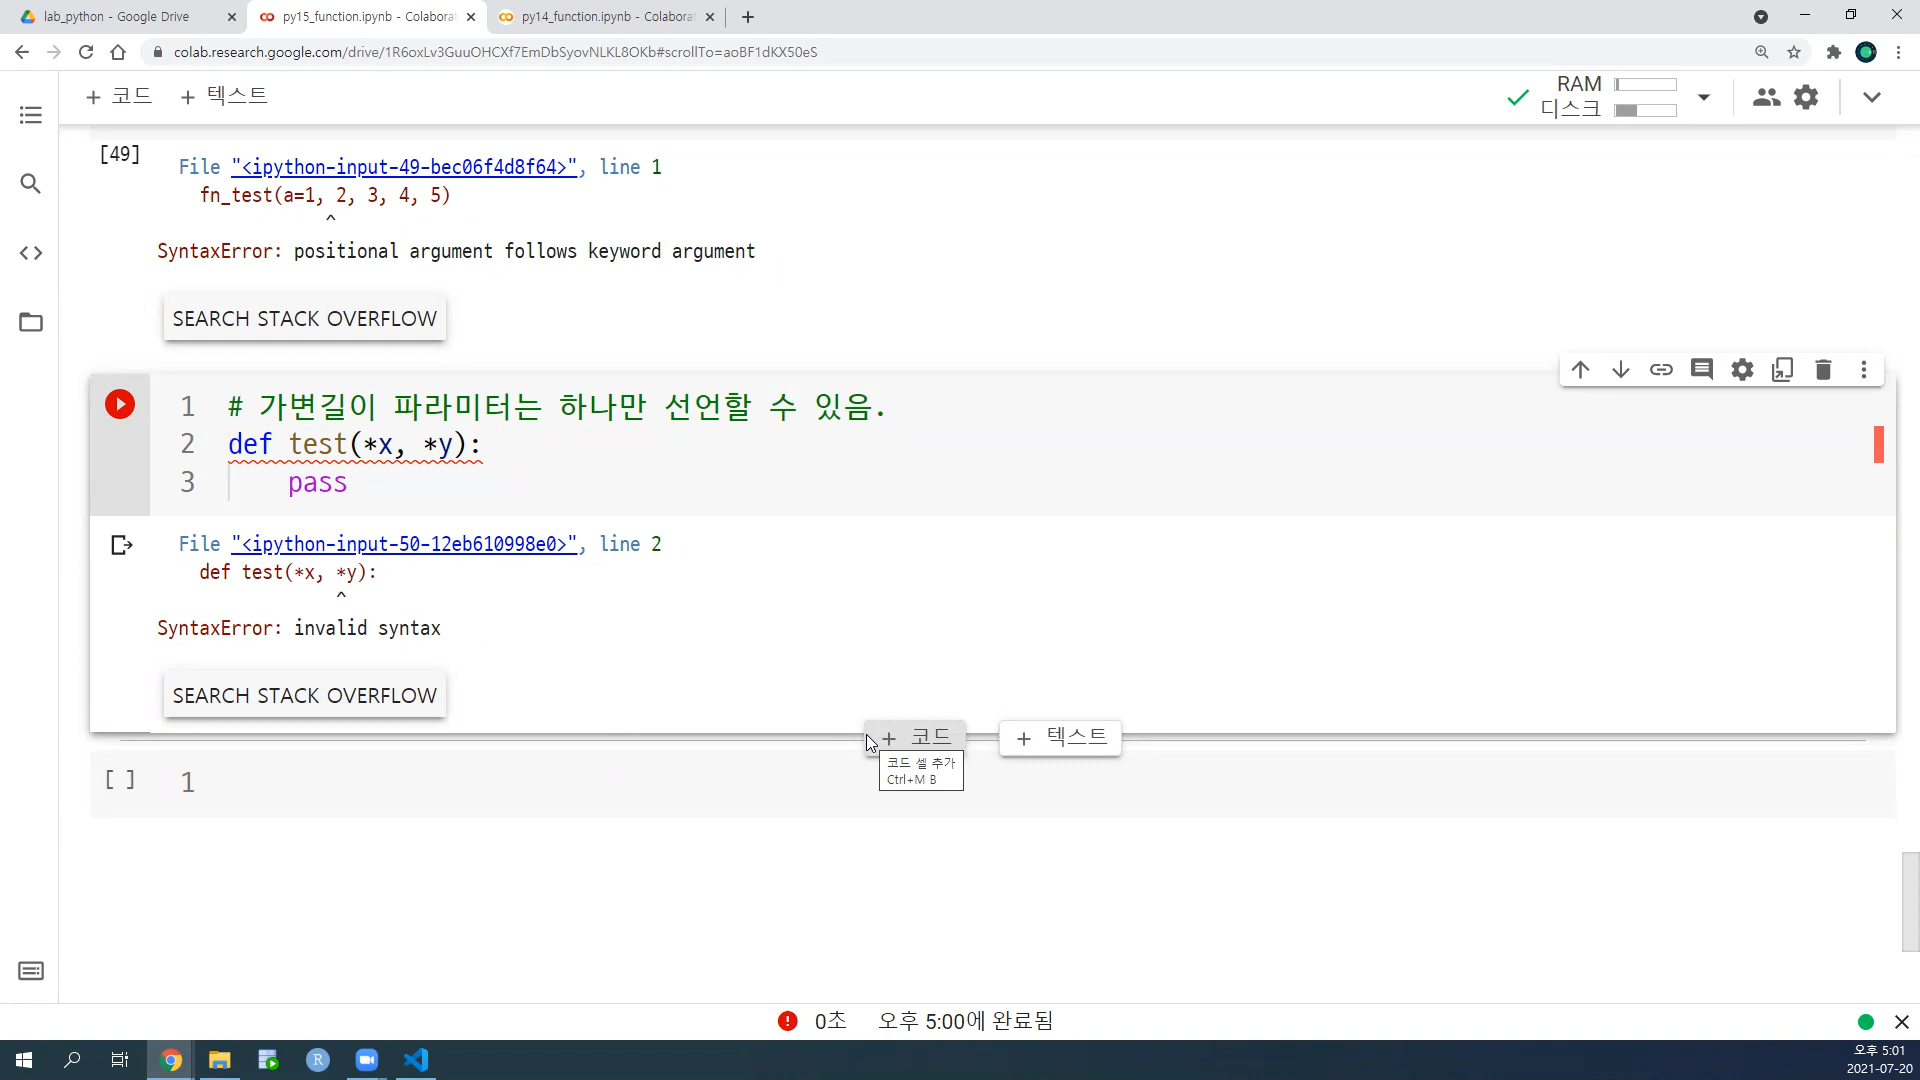 lab_python - Google Drive
py15_function.ipynb - Colaborat
py14_function.ipynb - Colaborat
colab.research.google.com/drive/1R6oxLv3GuuOHCXf7EmDbSyovNLKL8OKb#scrollTo=aoBF1dKX50eS
+ 코드 + 텍스트
RAM
디스크
[49]
File "<ipython-input-49-bec06f4d8f64>", line 1
fn_test(a=1, 2, 3, 4, 5)
^
SyntaxError: positional argument follows keyword argument
SEARCH STACK OVERFLOW
1 # 가변길이 파라미터는 하나만 선언할 수 있음.
2 def test(*x, *y):
3 pass
File "<ipython-input-50-12eb610998e0>", line 2
def test(*x, *y):
^
SyntaxError: invalid syntax
SEARCH STACK OVERFLOW
+ 코드 + 텍스트
코드 셀 추가
Ctrl+M B
[ ] 1
0초 오후 5:00에 완료됨
오후 5:01
2021-07-20